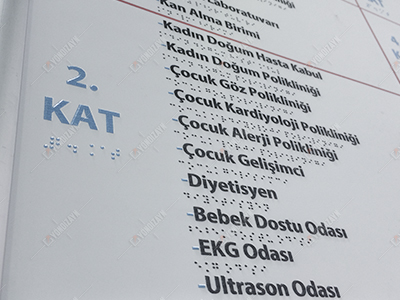 Laboratuvarı
Kan Alma Birimi
-Kadın Doğum Hasta Kabul
-Kadın Doğum Polikliniği
-Çocuk Göz Polikliniği
-Çocuk Kardiyoloji Polikliniği
-Çocuk Alerji Polikliniği
-Çocuk Gelişimci
-Diyetisyen
-Bebek Dostu Odası
-EKG Odası
-Ultrason Odası
2.
KAT